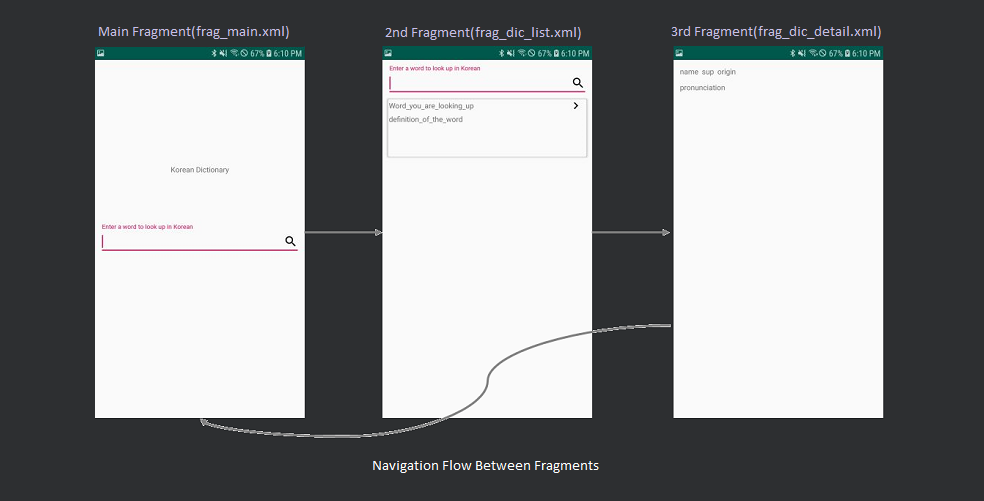 Main Fragment(frag_main.xml)
67% 6:10 PM
Korean Dictionary
Enter a word to look up in Korean
2nd Fragment(frag_dic_list.xml)
67% 6:10 PM
Enter a word to look up in Korean
Word_you_are_looking_up
definition_of_the_word
3rd Fragment(frag_dic_detail.xml)
67% 6:10 PM
name sup origin
pronunciation
Navigation Flow Between Fragments